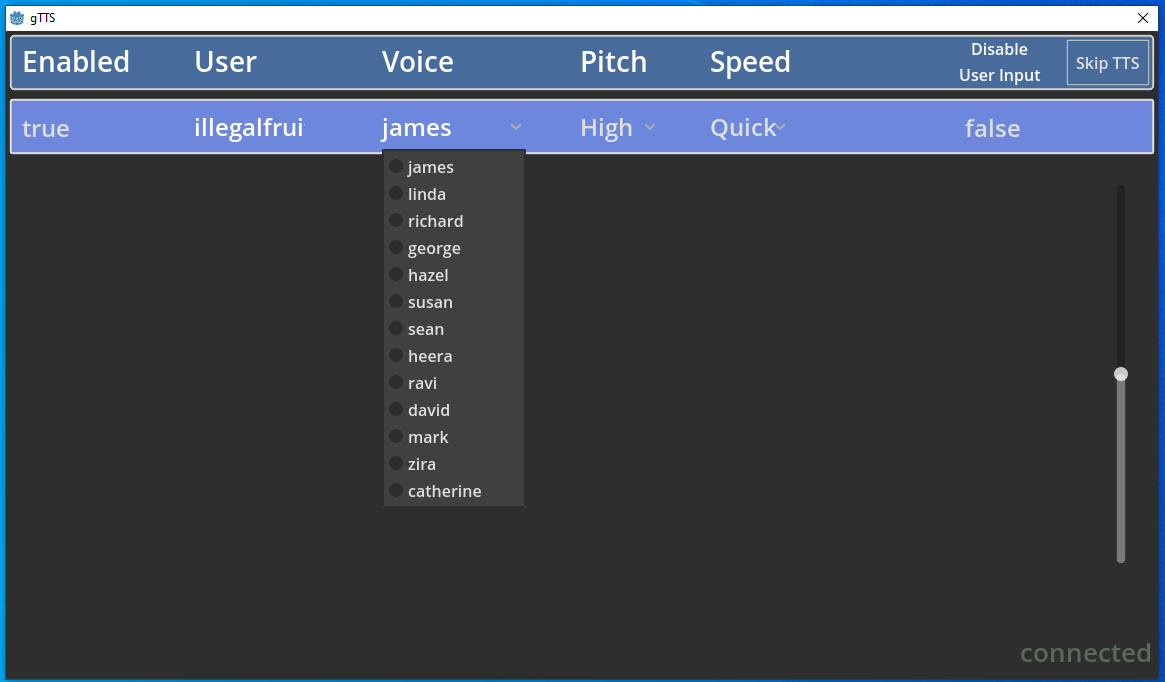 gTTS
Enabled User Voice Pitch Speed Disable User Input Skip TTS
true illegalfrui james High Quick false
james
linda
richard
george
hazel
susan
sean
heera
ravi
david
mark
zira
catherine
connected